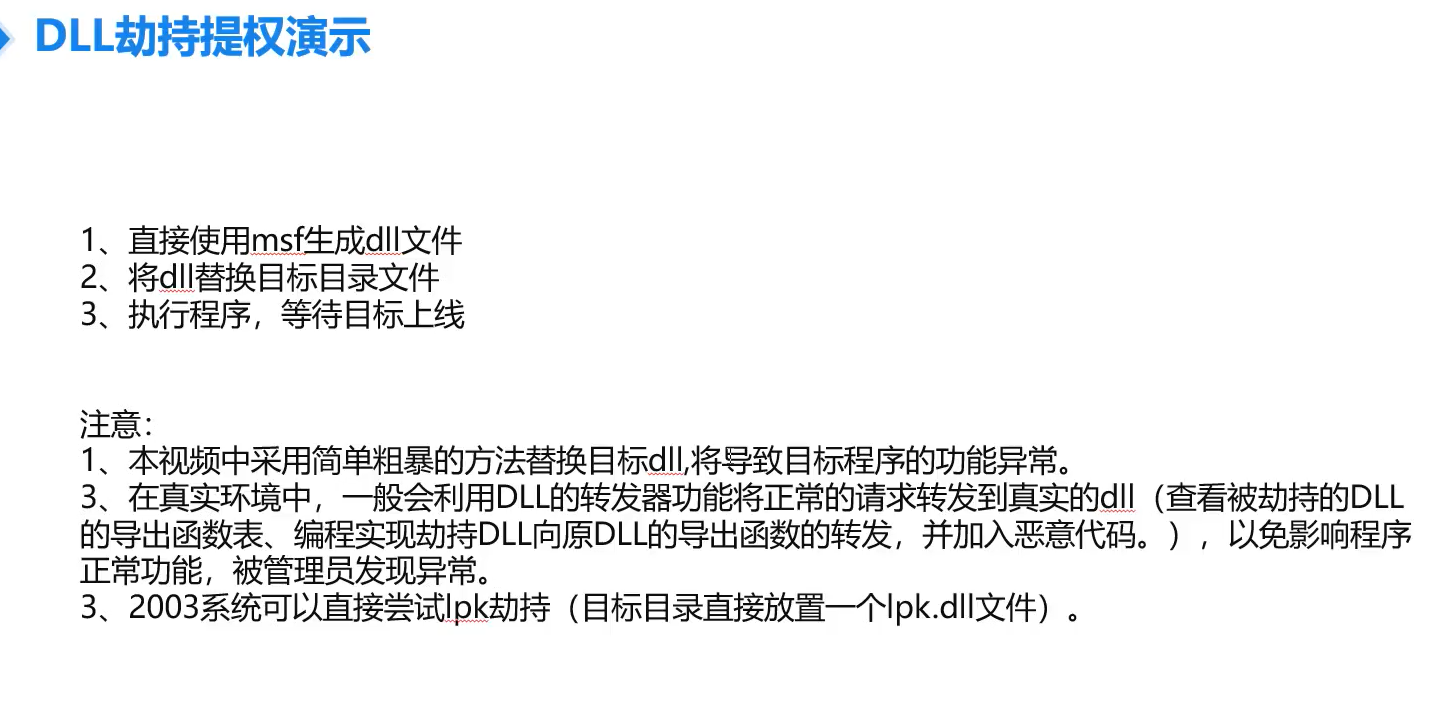 DLL劫持提权演示
1、直接使用msf生成dll文件
2、将dll替换目标目录文件
3、执行程序，等待目标上线
注意：
1、本视频中采用简单粗暴的方法替换目标dll,将导致目标程序的功能异常。
3、在真实环境中，一般会利用DLL的转发器功能将正常的请求转发到真实的dll（查看被劫持的DLL
的导出函数表、编程实现劫持DLL向原DLL的导出函数的转发，并加入恶意代码。），以免影响程序
正常功能，被管理员发现异常。
3、2003系统可以直接尝试lpk劫持（目标目录直接放置一个lpk.dll文件）。